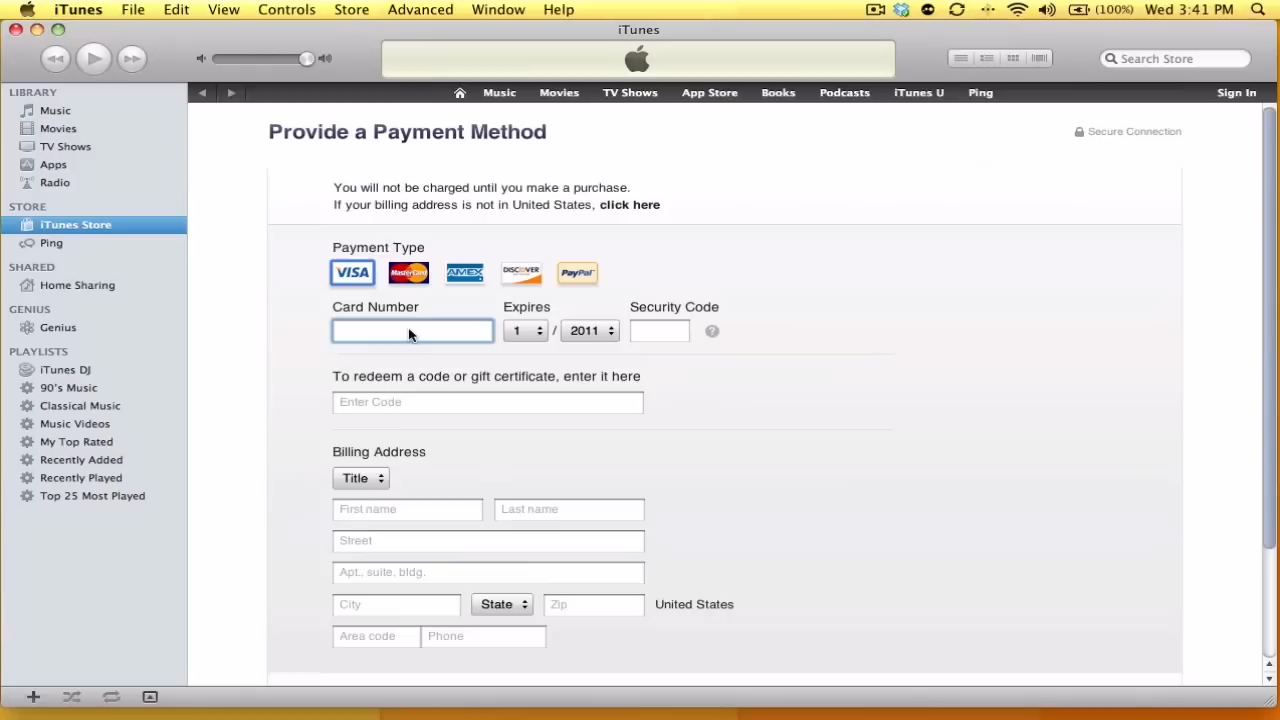 iTunes File Edit View Controls Store Advanced Window Help (100%) Wed 3:41 PM
iTunes
Search Store
LIBRARY
Music
Movies
TV Shows
Apps
Radio
STORE
iTunes Store
Ping
SHARED
Home Sharing
GENIUS
Genius
PLAYLISTS
iTunes DJ
90's Music
Classical Music
Music Videos
My Top Rated
Recently Added
Recently Played
Top 25 Most Played
Music Movies TV Shows App Store Books Podcasts iTunes U Ping Sign In
Provide a Payment Method
Secure Connection
You will not be charged until you make a purchase.
If your billing address is not in United States, click here
Payment Type
VISA MasterCard AMEX DISCOVER PayPal
Card Number Expires Security Code
1 / 2011 ?
To redeem a code or gift certificate, enter it here
Enter Code
Billing Address
Title
First name Last name
Street
Apt., suite, bldg.
City State Zip United States
Area code Phone